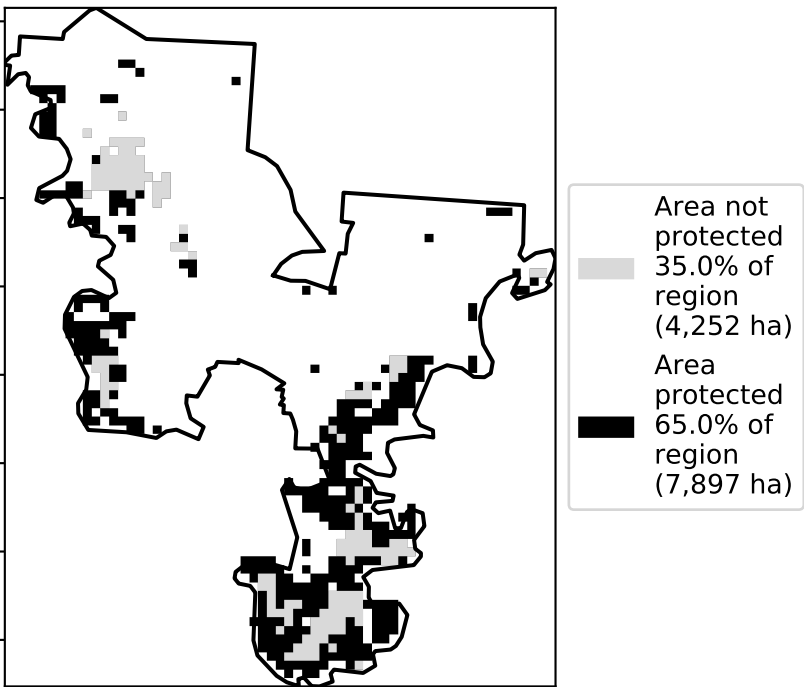 Area not
protected
35.0% of
region
(4,252 ha)
Area
protected
65.0% of
region
(7,897 ha)